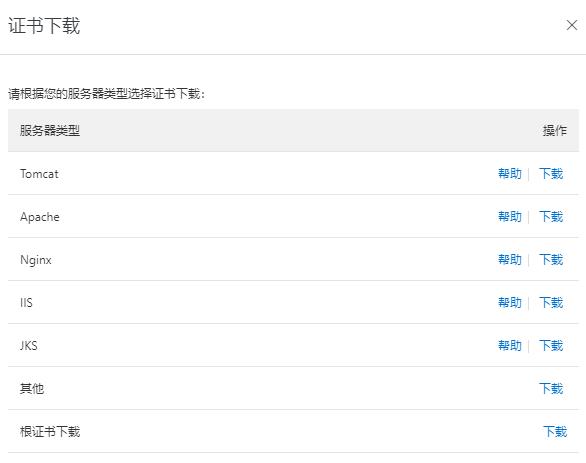 证书下载
请根据您的服务器类型选择证书下载：
服务器类型 操作
Tomcat 帮助 下载
Apache 帮助 下载
Nginx 帮助 下载
IIS 帮助 下载
JKS 帮助 下载
其他 下载
根证书下载 下载